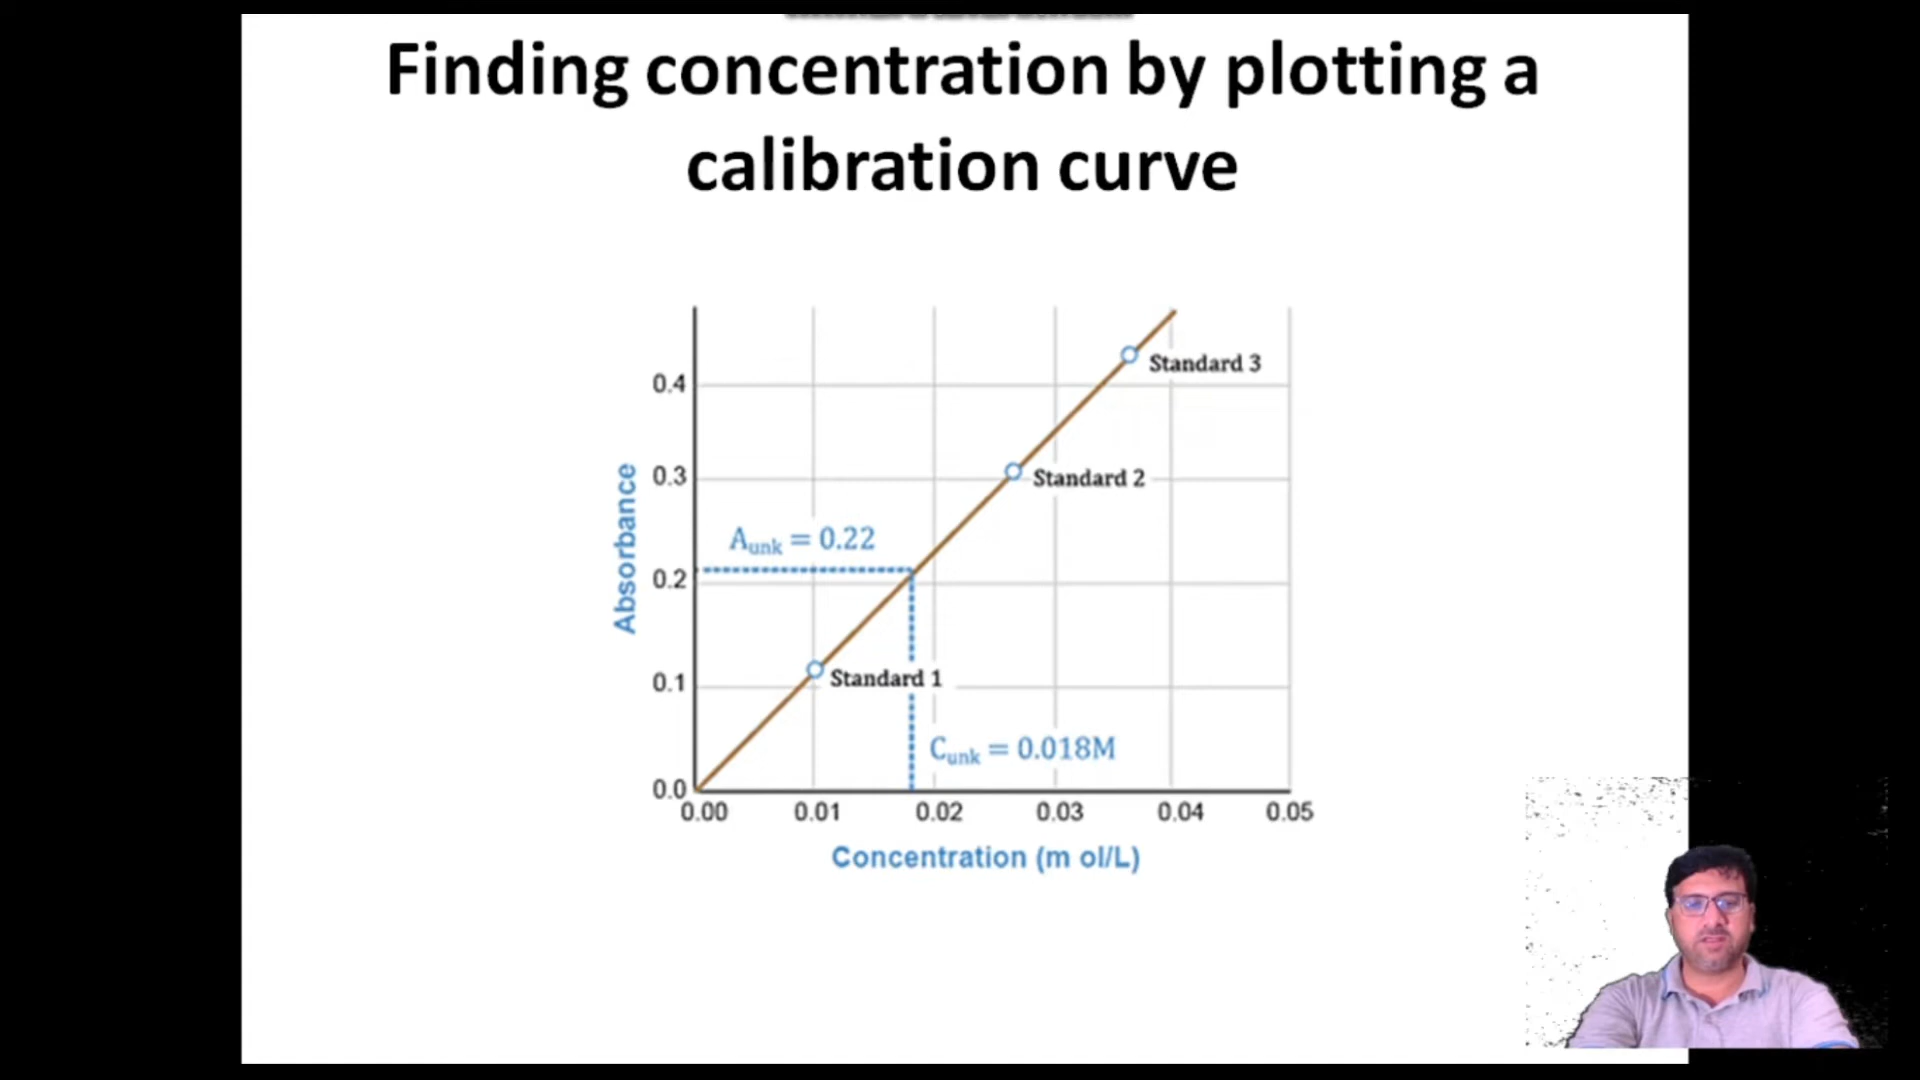 Finding concentration by plotting a
calibration curve
Standard 3
0.4
Standard 2
0.3
Absorbance
Aunk = 0.22
0.2
Standard 1
0.1
Cunk = 0.018M
0.0
0.00 0.01 0.02 0.03 0.04 0.05
Concentration (m ol/L)